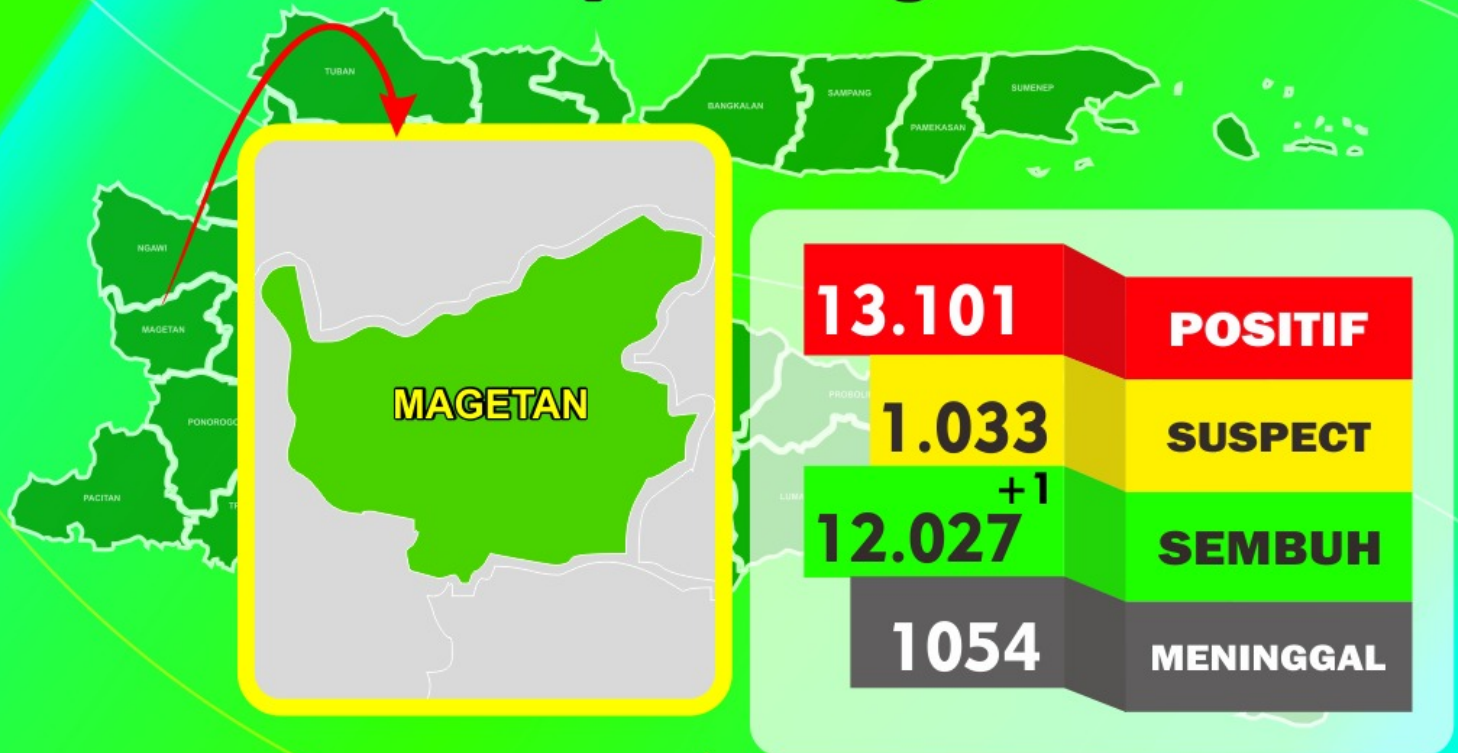 TUBAN
BANGKALAN
SAMPANG
PAMEKASAN
SUMENEP
NGAWI
MAGETAN
PONOROGO
PACITAN
MAGETAN
13.101
POSITIF
1.033
SUSPECT
+1
12.027
SEMBUH
1054
MENINGGAL